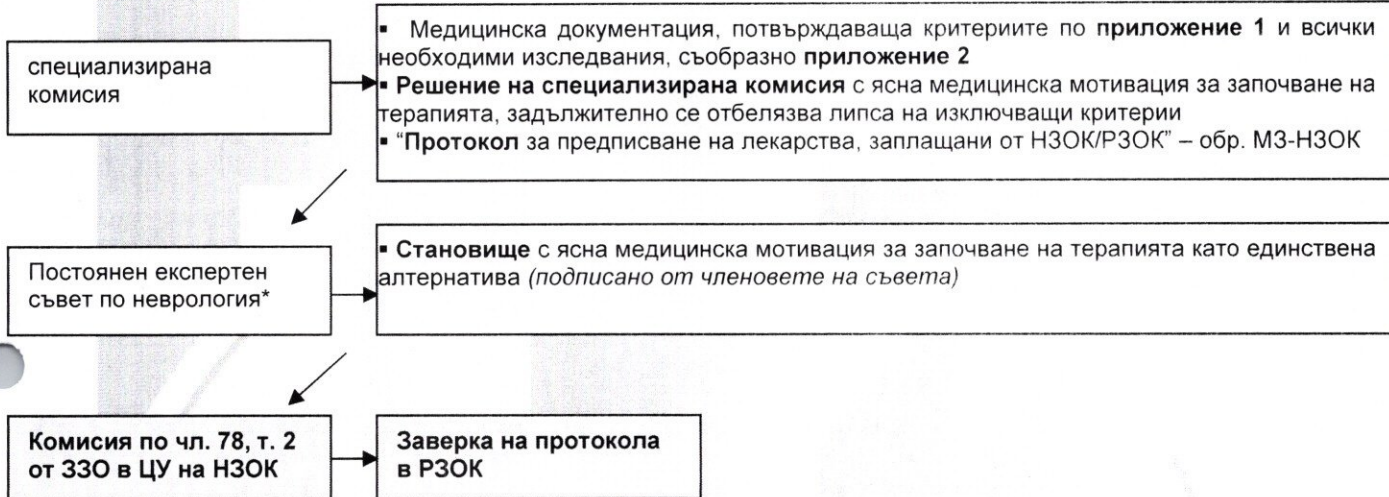 специализирана
комисия
▪ Медицинска документация, потвърждаваща критериите по приложение 1 и всички
необходими изследвания, съобразно приложение 2
▪ Решение на специализирана комисия с ясна медицинска мотивация за започване на
терапията, задължително се отбелязва липса на изключващи критерии
▪ "Протокол за предписване на лекарства, заплащани от НЗОК/РЗОК" – обр. МЗ-НЗОК
Постоянен експертен
съвет по неврология*
▪ Становище с ясна медицинска мотивация за започване на терапията като единствена
алтернатива (подписано от членовете на съвета)
Комисия по чл. 78, т. 2
от ЗЗО в ЦУ на НЗОК
Заверка на протокола
в РЗОК